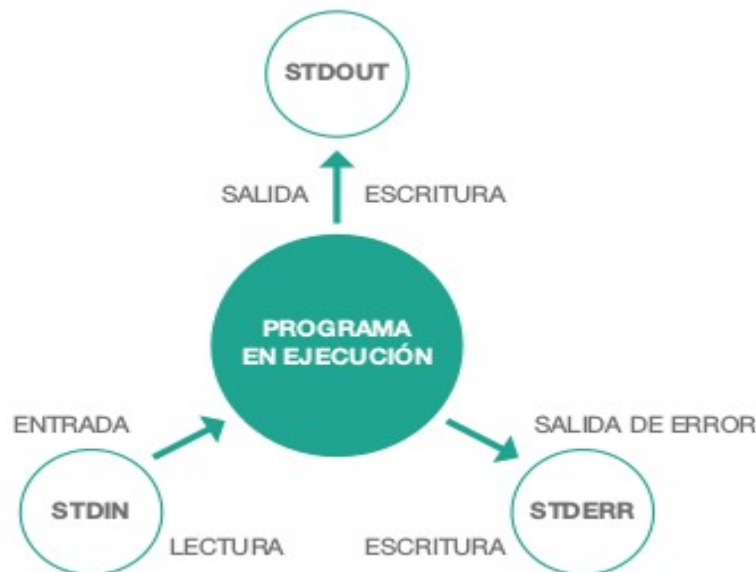 STDOUT
SALIDA ESCRITURA
PROGRAMA
EN EJECUCIÓN
ENTRADA
SALIDA DE ERROR
STDIN
STDERR
LECTURA
ESCRITURA